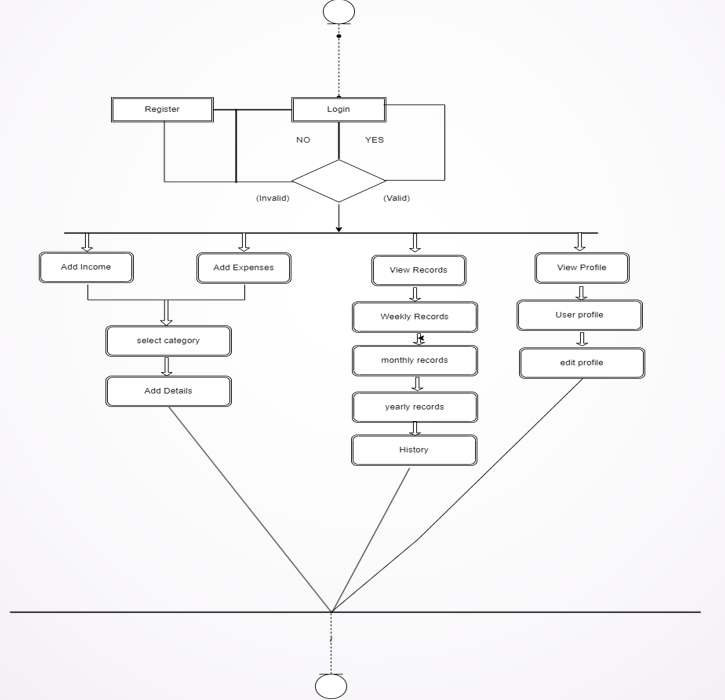 Register
Login
NO
YES
(Invalid)
(Valid)
Add Income
Add Expenses
View Records
View Profile
Weekly Records
User profile
select category
monthly records
edit profile
Add Details
yearly records
History